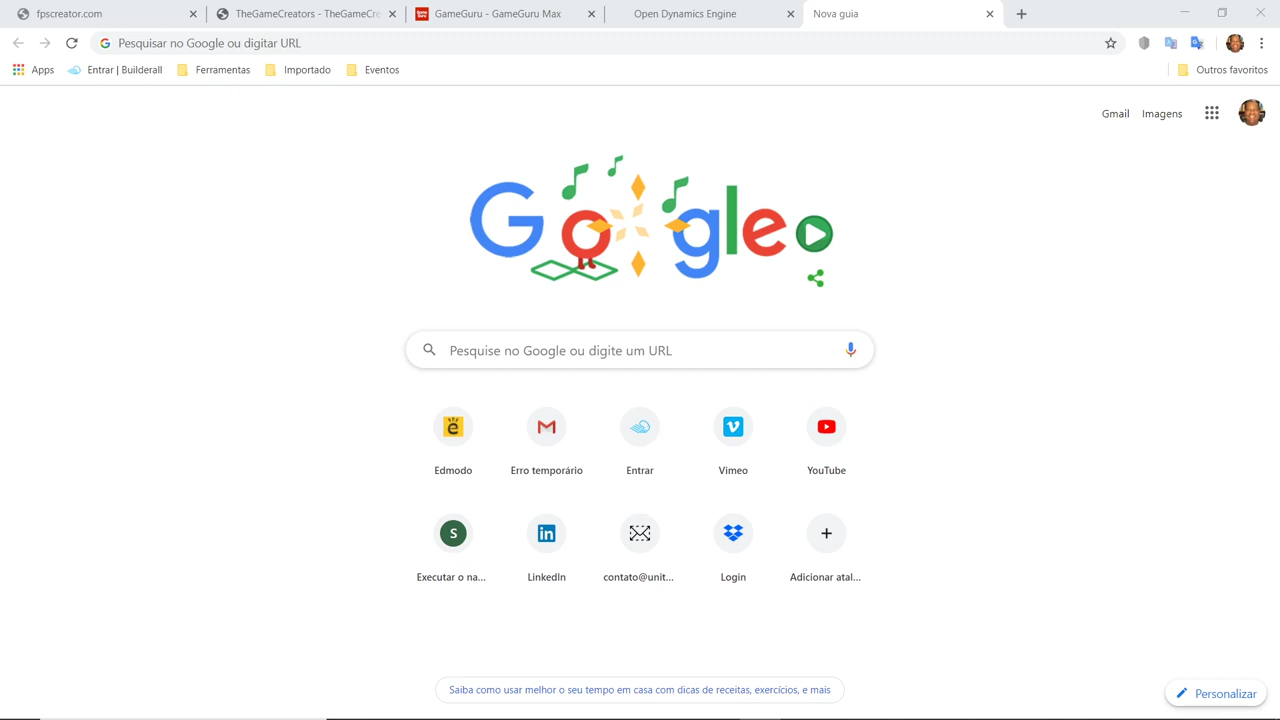 fpscreator.com
TheGameCreators - TheGameCre
GameGuru - GameGuru Max
Open Dynamics Engine
Nova guia
Pesquisar no Google ou digitar URL
Apps
Entrar | Builderall
Ferramentas
Importado
Eventos
Outros favoritos
Gmail
Imagens
Google
Pesquise no Google ou digite um URL
Edmodo
Erro temporário
Entrar
Vimeo
YouTube
S
Executar o na...
LinkedIn
contato@unit...
Login
Adicionar atal...
Saiba como usar melhor o seu tempo em casa com dicas de receitas, exercícios, e mais
Personalizar